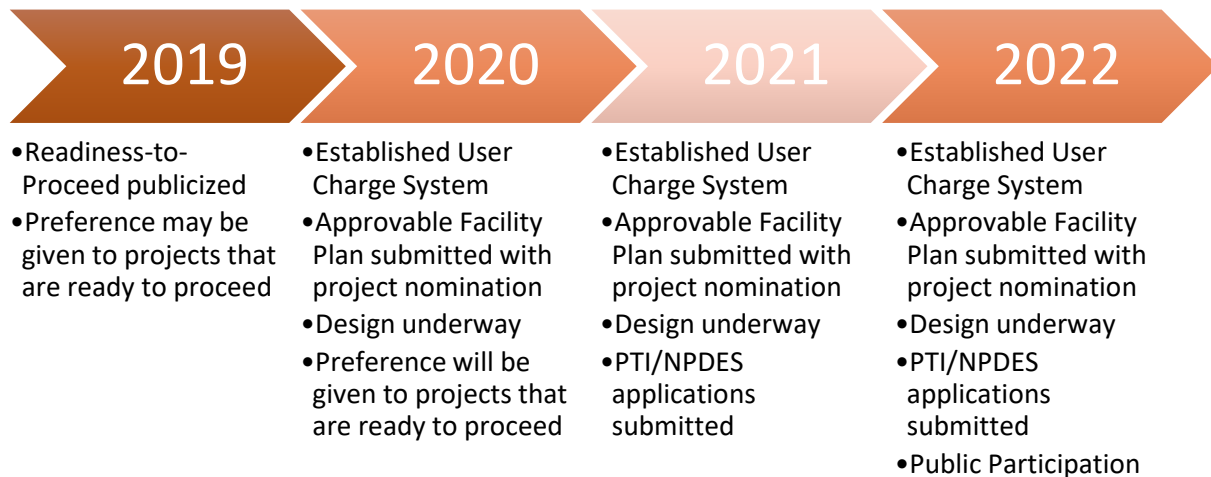 2019
2020
2021
2022
•Readiness-to-
Proceed publicized
•Preference may be
given to projects that
are ready to proceed
•Established User
Charge System
•Approvable Facility
Plan submitted with
project nomination
•Design underway
•Preference will be
given to projects that
are ready to proceed
•Established User
Charge System
•Approvable Facility
Plan submitted with
project nomination
•Design underway
•PTI/NPDES
applications
submitted
•Established User
Charge System
•Approvable Facility
Plan submitted with
project nomination
•Design underway
•PTI/NPDES
applications
submitted
•Public Participation